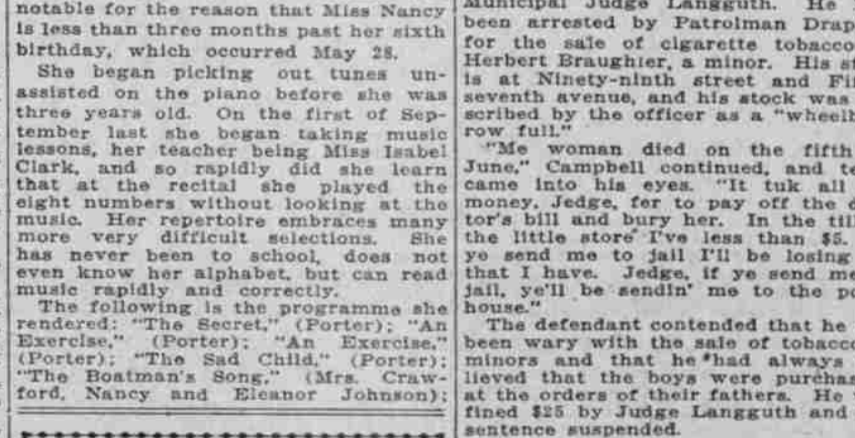 notable for the reason that Miss Nancy
is less than three months past her sixth
birthday, which occurred May 28.
She began picking out tunes un-
assisted on the piano before she was
three years old. On the first of Sep-
tember last she began taking music
lessons, her teacher being Miss Isabel
Clark, and so rapidly did she learn
that at the recital she played the
eight numbers without looking at the
music. Her repertoire embraces many
more very difficult selections. She
has never been to school, does not
even know her alphabet, but can read
music rapidly and correctly.
The following is the programme she
rendered: "The Secret," (Porter); "An
Exercise," (Porter); "An Exercise,"
(Porter); "The Sad Child," (Porter);
"The Boatman's Song," (Mrs. Craw-
ford, Nancy and Eleanor Johnson);
Municipal Judge Langguth. He
been arrested by Patrolman Drap
for the sale of cigarette tobacco
Herbert Braughler, a minor. His
is at Ninety-ninth street and
seventh avenue, and his stock was
scribed by the officer as a "wheelb
row full."
"Me woman died on the fifth
June," Campbell continued, and te
came into his eyes. "It tuk all
money, Jedge, fer to pay off the
tor's bill and bury her. In the till
the little store I've less than $5.
ye send me to jail I'll be losing
that I have. Jedge, if ye send me
jail, ye'll be sendin' me to the po
house."
The defendant contended that he
been wary with the sale of tobacco
minors and that he had always
lieved that the boys were purchas
at the orders of their fathers. He
fined $25 by Judge Langguth and
sentence suspended.